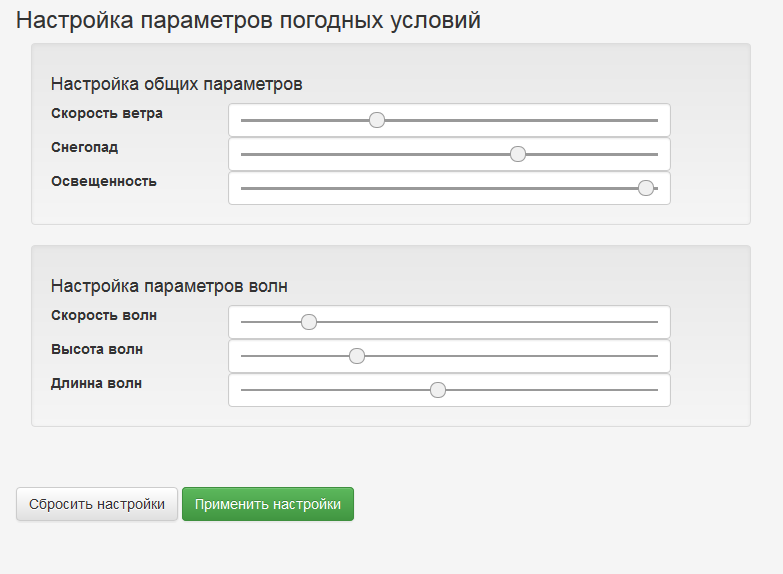 Настройка параметров погодных условий
Настройка общих параметров
Скорость ветра
Снегопад
Освещенность
Настройка параметров волн
Скорость волн
Высота волн
Длинна волн
Сбросить настройки Применить настройки